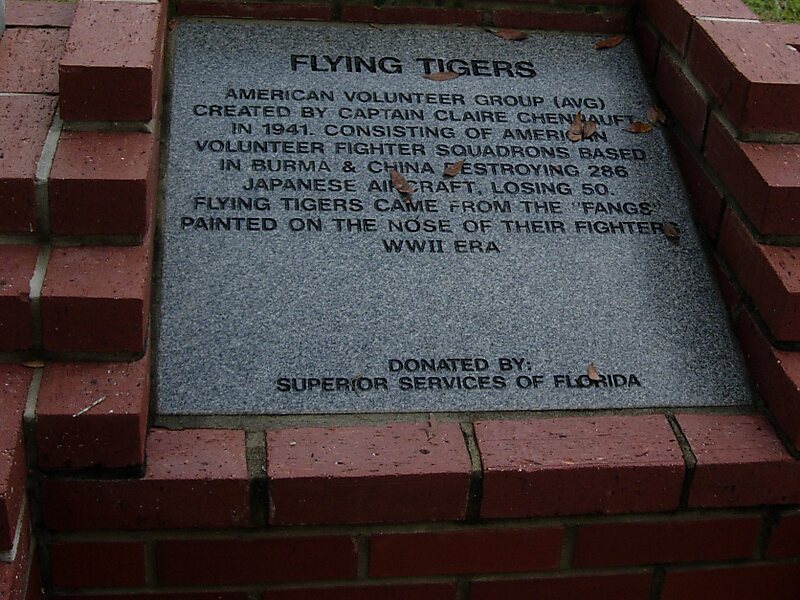 FLYING TIGERS
AMERICAN VOLUNTEER GROUP (AVG)
CREATED BY CAPTAIN CLAIRE CHENHAUFT
IN 1941. CONSISTING OF AMERICAN
VOLUNTEER FIGHTER SQUADRONS BASED
IN BURMA & CHINA DESTROYING 286
JAPANESE AIRCRAFT, LOSING 50.
FLYING TIGERS CAME FROM THE "FANGS"
PAINTED ON THE NOSE OF THEIR FIGHTERS
WWII ERA
DONATED BY:
SUPERIOR SERVICES OF FLORIDA